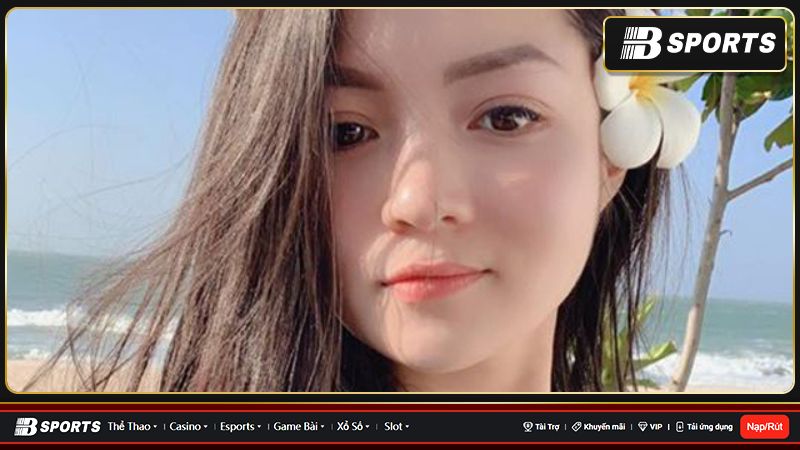 B SPORTS
B SPORTS Thể Thao Casino Esports Game Bài Xổ Số Slot Tài Trợ Khuyến mãi VIP Tải ứng dụng Nạp/Rút